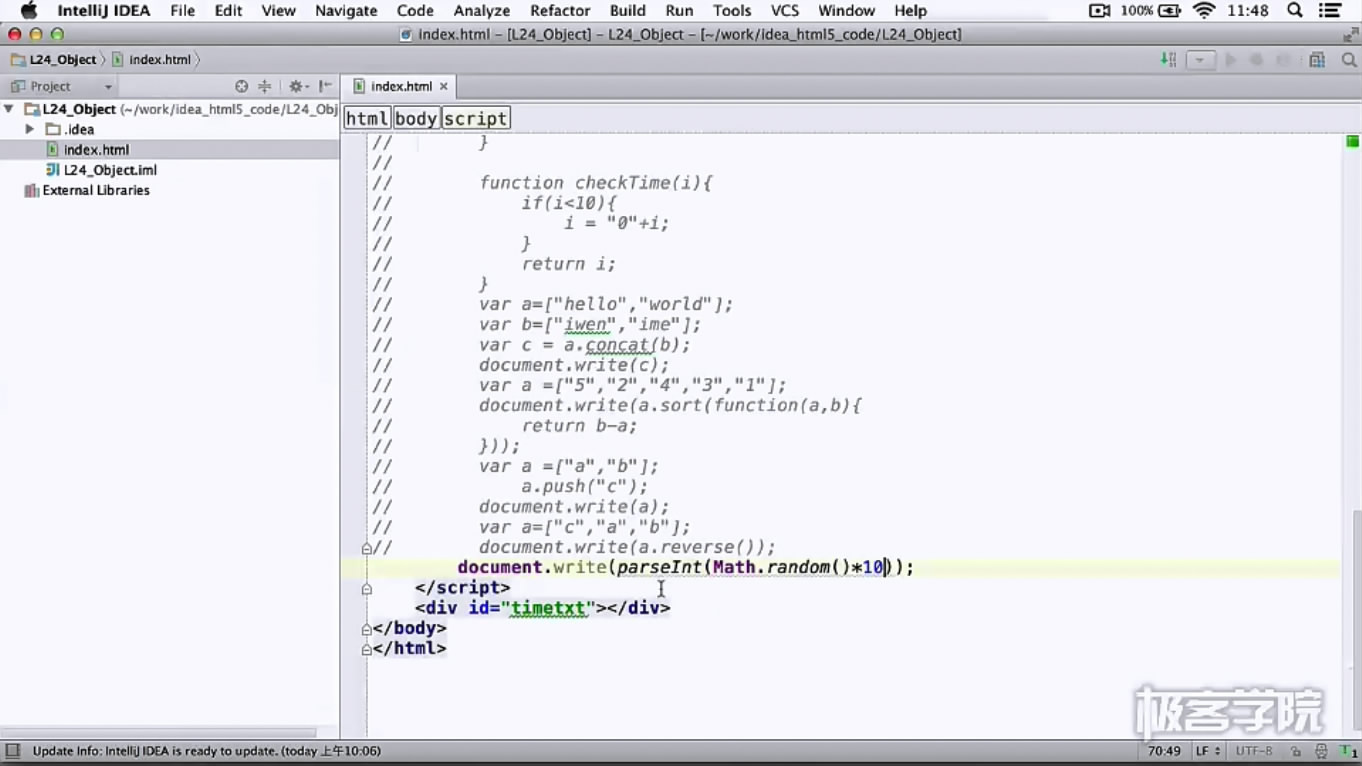 IntelliJ IDEA File Edit View Navigate Code Analyze Refactor Build Run Tools VCS Window Help 100% 11:48
index.html - [L24_Object] - L24_Object - [~/work/idea_html5_code/L24_Object]
L24_Object index.html
Project
index.html
L24_Object (~/work/idea_html5_code/L24_Obj
.idea
index.html
L24_Object.iml
External Libraries
html body script
// }
//
// function checkTime(i){
// if(i<10){
// i = "0"+i;
// }
// return i;
// }
// var a=["hello","world"];
// var b=["iwen","ime"];
// var c = a.concat(b);
// document.write(c);
// var a =["5","2","4","3","1"];
// document.write(a.sort(function(a,b){
// return b-a;
// }));
// var a =["a","b"];
// a.push("c");
// document.write(a);
// var a=["c","a","b"];
// document.write(a.reverse());
document.write(parseInt(Math.random()*10));
</script>
<div id="timetxt"></div>
</body>
</html>
极客学院
Update Info: IntelliJ IDEA is ready to update. (today 上午10:06) 70:49 LF UTF-8